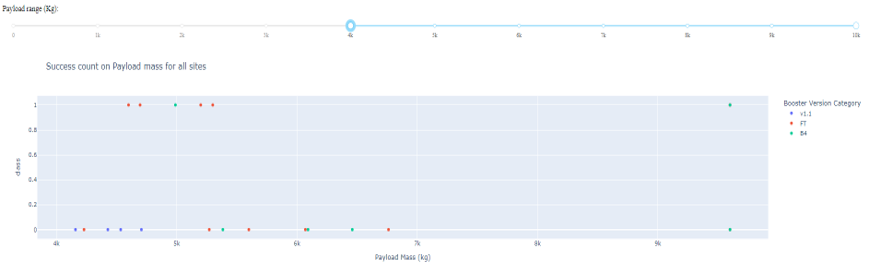 Payload range (Kg):
0 1k 2k 3k 4k 5k 6k 7k 8k 9k 10k
Success count on Payload mass for all sites
Booster Version Category
v1.1
FT
B4
1
0.8
0.6
0.4
0.2
0
class
4k 5k 6k 7k 8k 9k
Payload Mass (kg)